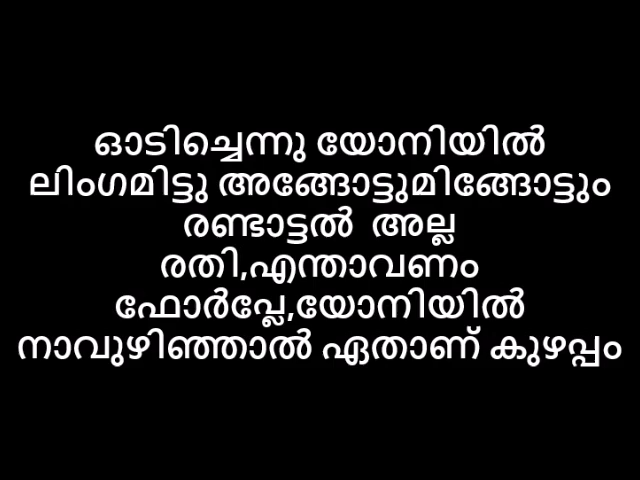 ഓടിച്ചെന്നു യോനിയിൽ
ലിംഗമിട്ടു അങ്ങോട്ടുമിങ്ങോട്ടും
രണ്ടാട്ടൽ അല്ല
രതി,എന്താവണം
ഫോർപ്ലേ,യോനിയിൽ
നാവുഴിഞ്ഞാൽ ഏതാണ് കുഴപ്പം